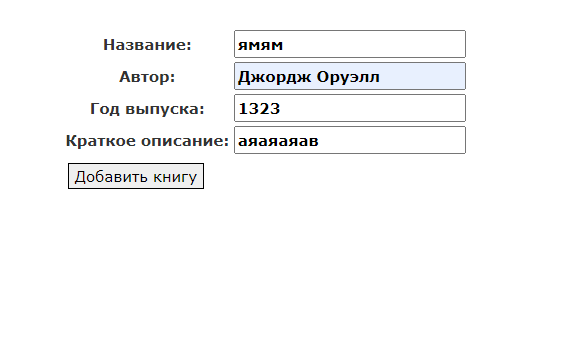 Название: ямям
Автор: Джордж Оруэлл
Год выпуска: 1323
Краткое описание: аяаяаяав
Добавить книгу